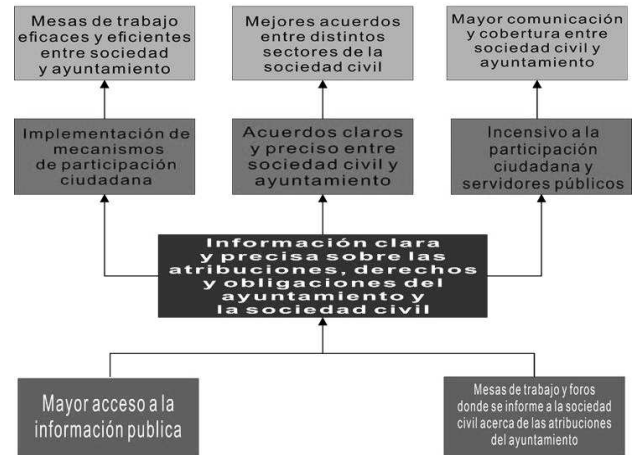 Mesas de trabajo
eficaces y eficientes
entre sociedad
y ayuntamiento
Mejores acuerdos
entre distintos
sectores de la
sociedad civil
Mayor comunicación
y cobertura entre
sociedad civil y
ayuntamiento
Implementación de
mecanismos
de participación
ciudadana
Acuerdos claros
y preciso entre
sociedad civil y
ayuntamiento
Incensivo a la
participación
ciudadana y
servidores públicos
Información clara
y precisa sobre las
atribuciones, derechos
y obligaciones del
ayuntamiento y
la sociedad civil
Mayor acceso a la
información publica
Mesas de trabajo y foros
donde se informe a la sociedad
civil acerca de las atribuciones
del ayuntamiento